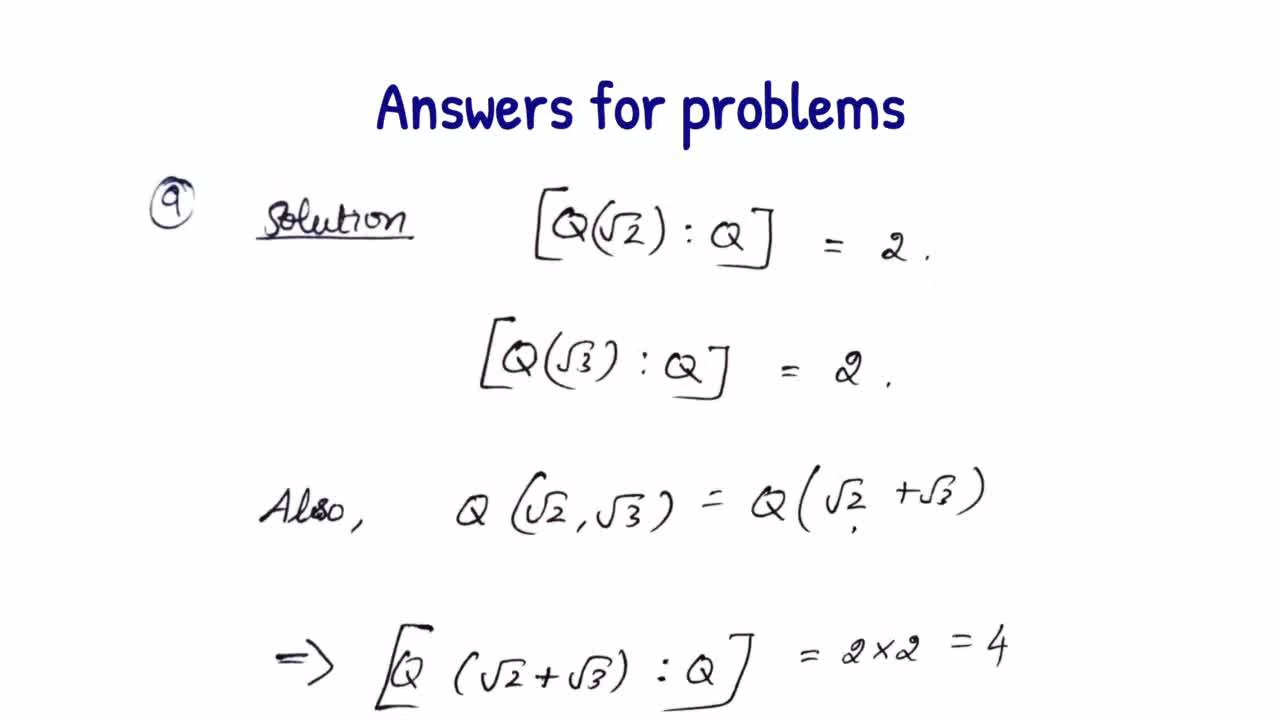 Answers for problems
9 Solution [Q(√2) : Q] = 2.
[Q(√3) : Q] = 2.
Also, Q(√2, √3) = Q(√2 + √3)
⇒ [Q(√2 + √3) : Q] = 2×2 = 4